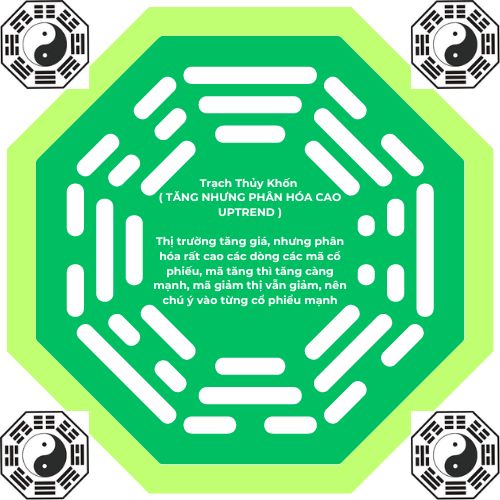 Trạch Thủy Khốn
( TĂNG NHƯNG PHÂN HÓA CAO
UPTREND )
Thị trường tăng giá, nhưng phân
hóa rất cao các dòng các mã cổ
phiếu, mã tăng thì tăng càng
mạnh, mã giảm thị vẫn giảm, nên
chú ý vào từng cổ phiểu mạnh